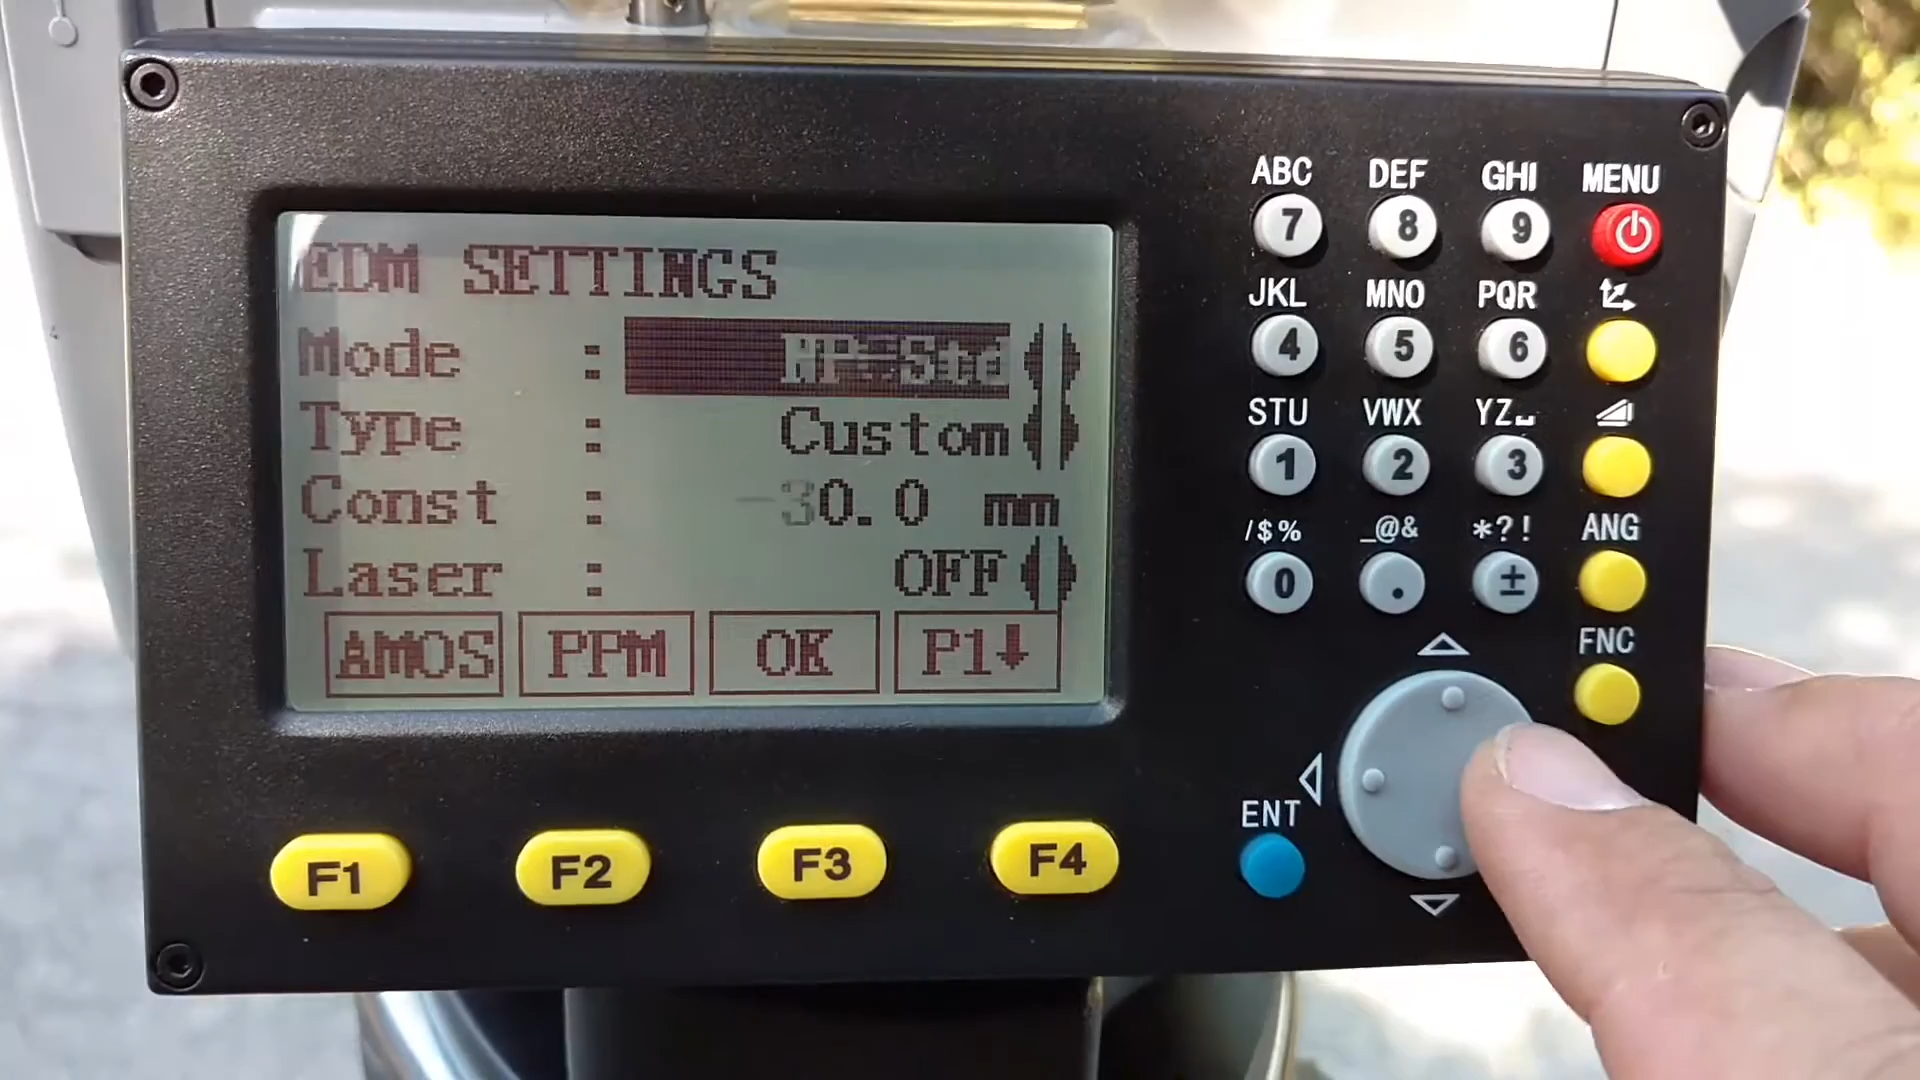 EDM SETTINGS
Mode :
Type : Custom
Const : 0.0 mm
Laser : OFF
AMOS PPM OK P1↓
F1 F2 F3 F4
ABC DEF GHI MENU
7 8 9
JKL MNO PQR
4 5 6
STU VWX YZ␣
1 2 3
/$% _@& *?! ANG
0 . ±
FNC
ENT